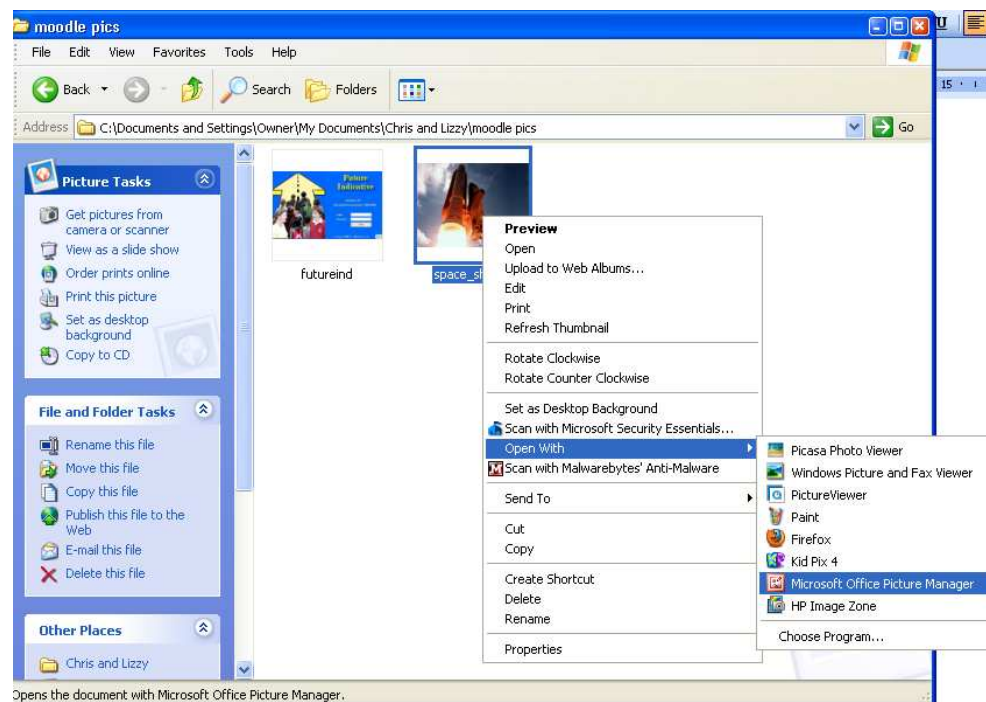 moodle pics
U
File Edit View Favorites Tools Help
Back Search Folders
15
Address C:\Documents and Settings\Owner\My Documents\Chris and Lizzy\moodle pics Go
Picture Tasks
Get pictures from
camera or scanner
View as a slide show
Order prints online
Print this picture
Set as desktop
background
Copy to CD
File and Folder Tasks
Rename this file
Move this file
Copy this file
Publish this file to the
Web
E-mail this file
Delete this file
Other Places
Chris and Lizzy
Future
Indicative
futureind
space_sh
Preview
Open
Upload to Web Albums...
Edit
Print
Refresh Thumbnail
Rotate Clockwise
Rotate Counter Clockwise
Set as Desktop Background
Scan with Microsoft Security Essentials...
Open With
Scan with Malwarebytes' Anti-Malware
Send To
Cut
Copy
Create Shortcut
Delete
Rename
Properties
Picasa Photo Viewer
Windows Picture and Fax Viewer
PictureViewer
Paint
Firefox
Kid Pix 4
Microsoft Office Picture Manager
HP Image Zone
Choose Program...
Opens the document with Microsoft Office Picture Manager.